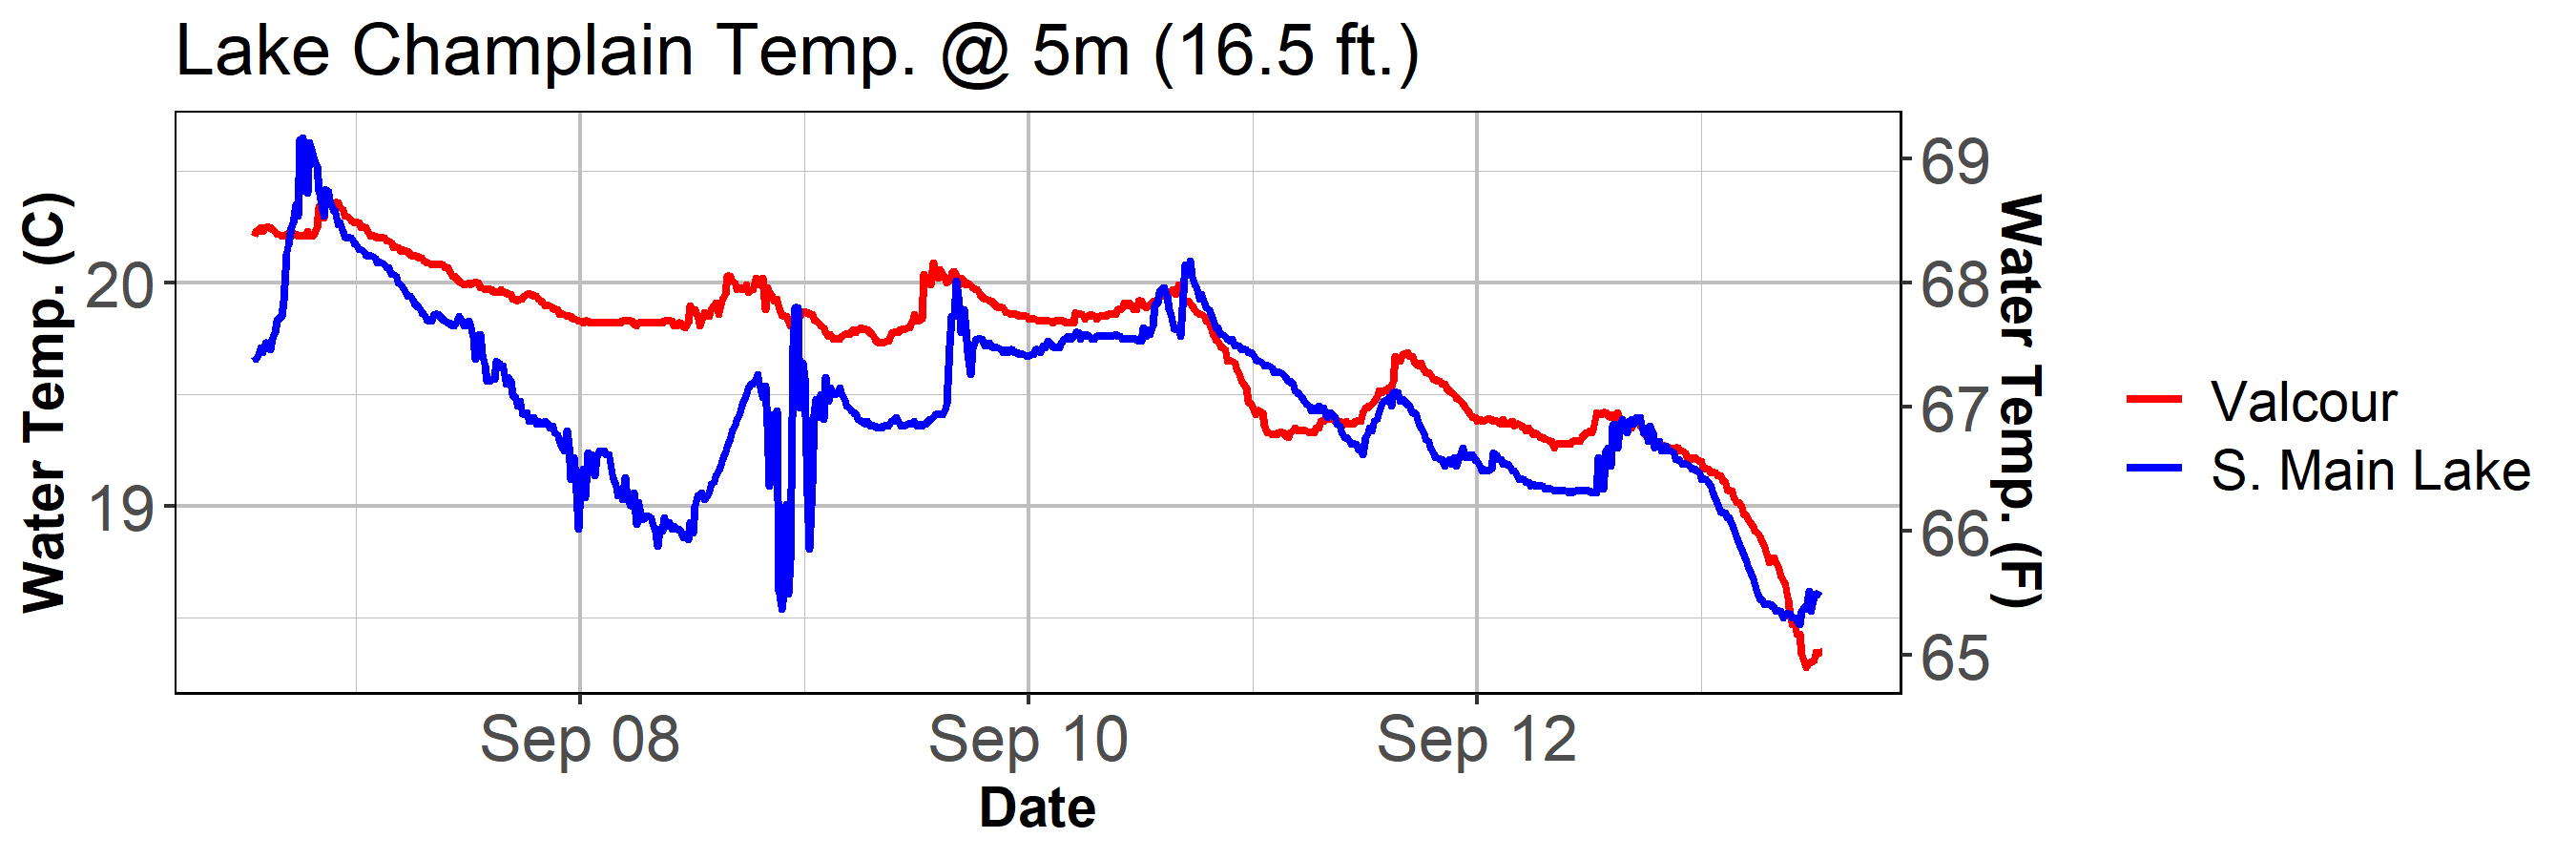 Lake Champlain Temp. @ 5m (16.5 ft.)
Water Temp. (C)
20
19
69
68
67
66
65
Water Temp. (F)
Sep 08
Sep 10
Sep 12
Date
Valcour
S. Main Lake